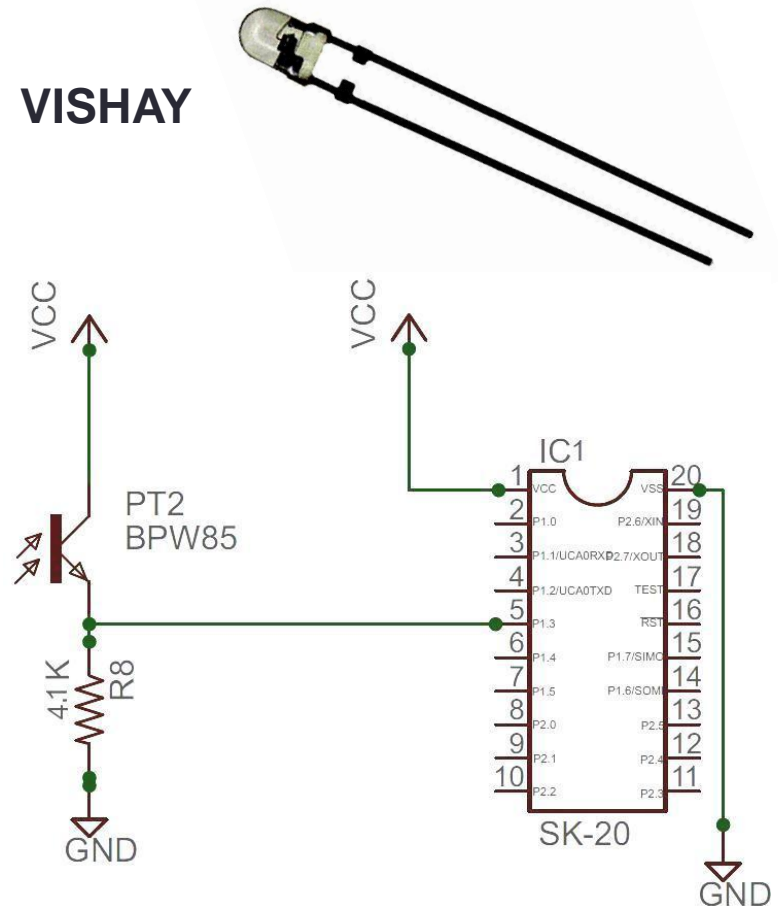 VISHAY
VCC
VCC
PT2
BPW85
4.1K
R8
GND
IC1
1 VCC
2 P1.0
3 P1.1/UCA0RXD
4 P1.2/UCA0TXD
5 P1.3
6 P1.4
7 P1.5
8 P2.0
9 P2.1
10 P2.2
VSS 20
P2.6/XIN 19
P2.7/XOUT 18
TEST 17
RST 16
P1.7/SIMO 15
P1.6/SOMI 14
P2.5 13
P2.4 12
P2.3 11
SK-20
GND